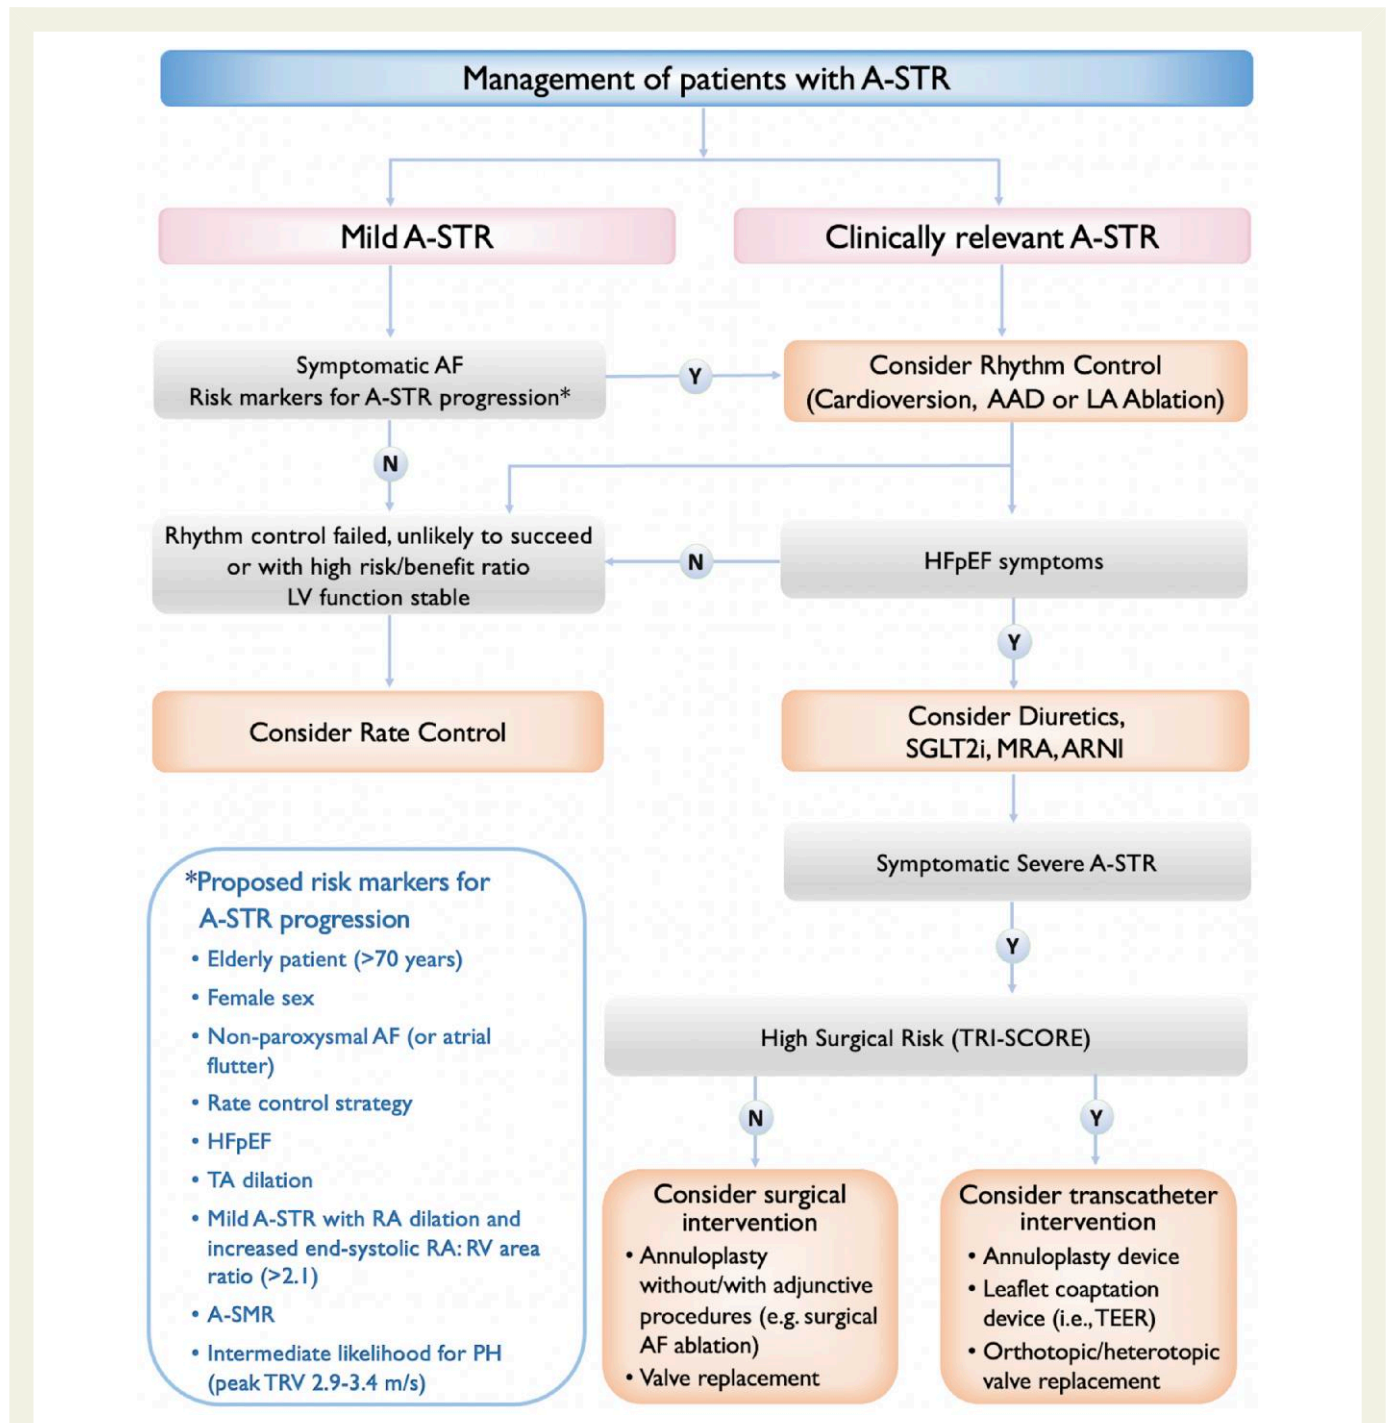 Management of patients with A-STR
Mild A-STR
Clinically relevant A-STR
Symptomatic AF
Risk markers for A-STR progression*
Y
Consider Rhythm Control
(Cardioversion, AAD or LA Ablation)
N
Rhythm control failed, unlikely to succeed
or with high risk/benefit ratio
LV function stable
N
HFpEF symptoms
Y
Consider Rate Control
Consider Diuretics,
SGLT2i, MRA, ARNI
Symptomatic Severe A-STR
Y
High Surgical Risk (TRI-SCORE)
N
Y
*Proposed risk markers for
A-STR progression
• Elderly patient (>70 years)
• Female sex
• Non-paroxysmal AF (or atrial
flutter)
• Rate control strategy
• HFpEF
• TA dilation
• Mild A-STR with RA dilation and
increased end-systolic RA: RV area
ratio (>2.1)
• A-SMR
• Intermediate likelihood for PH
(peak TRV 2.9-3.4 m/s)
Consider surgical
intervention
• Annuloplasty
without/with adjunctive
procedures (e.g. surgical
AF ablation)
• Valve replacement
Consider transcatheter
intervention
• Annuloplasty device
• Leaflet coaptation
device (i.e., TEER)
• Orthotopic/heterotopic
valve replacement